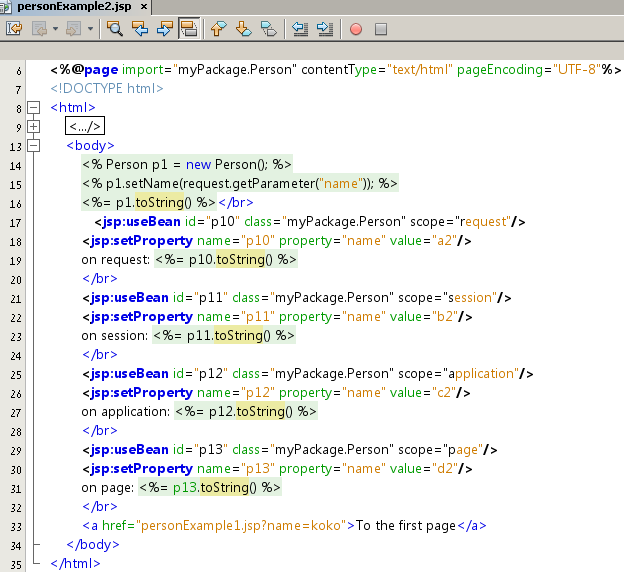 personExample2.jsp ×
6 <%@page import="myPackage.Person" contentType="text/html" pageEncoding="UTF-8"%>
7 <!DOCTYPE html>
8 <html>
9 <.../>
13 <body>
14 <% Person p1 = new Person(); %>
15 <% p1.setName(request.getParameter("name")); %>
16 <%= p1.toString() %></br>
17 <jsp:useBean id="p10" class="myPackage.Person" scope="request"/>
18 <jsp:setProperty name="p10" property="name" value="a2"/>
19 on request: <%= p10.toString() %>
20 </br>
21 <jsp:useBean id="p11" class="myPackage.Person" scope="session"/>
22 <jsp:setProperty name="p11" property="name" value="b2"/>
23 on session: <%= p11.toString() %>
24 </br>
25 <jsp:useBean id="p12" class="myPackage.Person" scope="application"/>
26 <jsp:setProperty name="p12" property="name" value="c2"/>
27 on application: <%= p12.toString() %>
28 </br>
29 <jsp:useBean id="p13" class="myPackage.Person" scope="page"/>
30 <jsp:setProperty name="p13" property="name" value="d2"/>
31 on page: <%= p13.toString() %>
32 </br>
33 <a href="personExample1.jsp?name=koko">To the first page</a>
34 </body>
35 </html>